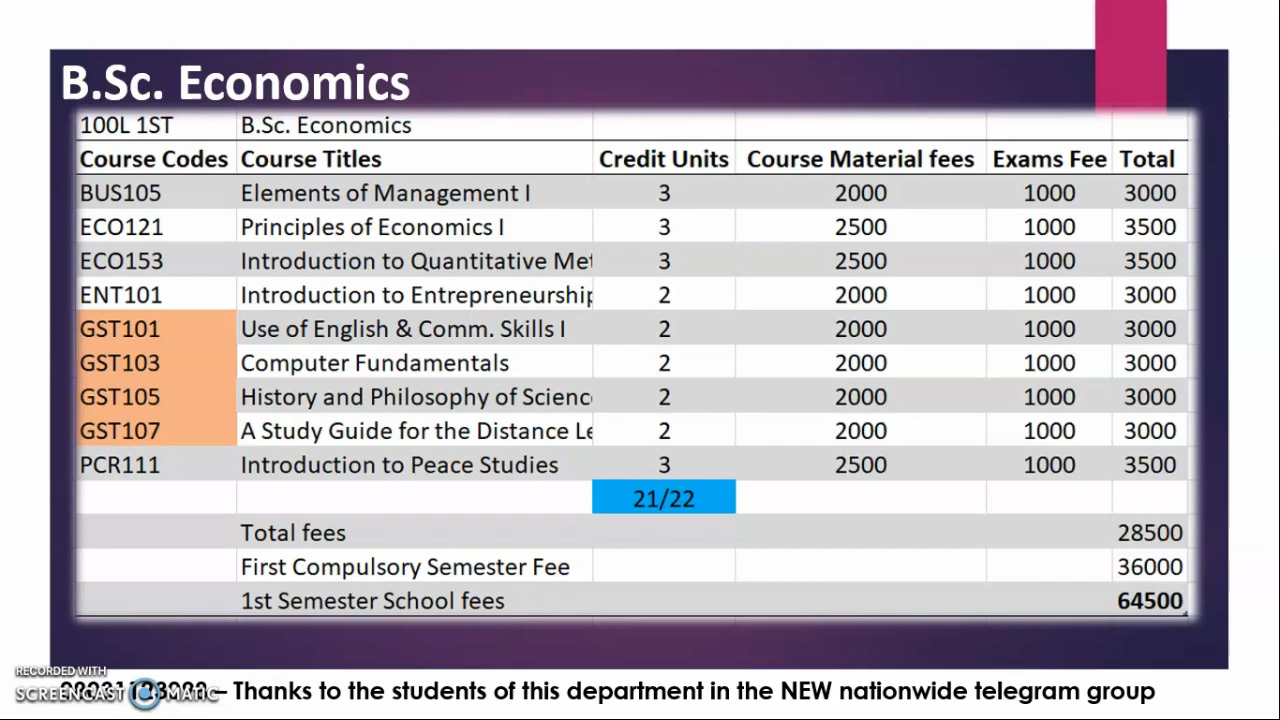 B.Sc. Economics
100L 1ST B.Sc. Economics
Course Codes Course Titles Credit Units Course Material fees Exams Fee Total
BUS105 Elements of Management I 3 2000 1000 3000
ECO121 Principles of Economics I 3 2500 1000 3500
ECO153 Introduction to Quantitative Met 3 2500 1000 3500
ENT101 Introduction to Entrepreneurship 2 2000 1000 3000
GST101 Use of English & Comm. Skills I 2 2000 1000 3000
GST103 Computer Fundamentals 2 2000 1000 3000
GST105 History and Philosophy of Science 2 2000 1000 3000
GST107 A Study Guide for the Distance Le 2 2000 1000 3000
PCR111 Introduction to Peace Studies 3 2500 1000 3500
21/22
Total fees 28500
First Compulsory Semester Fee 36000
1st Semester School fees 64500
RECORDED WITH
SCREENCAST MATIC
– Thanks to the students of this department in the NEW nationwide telegram group